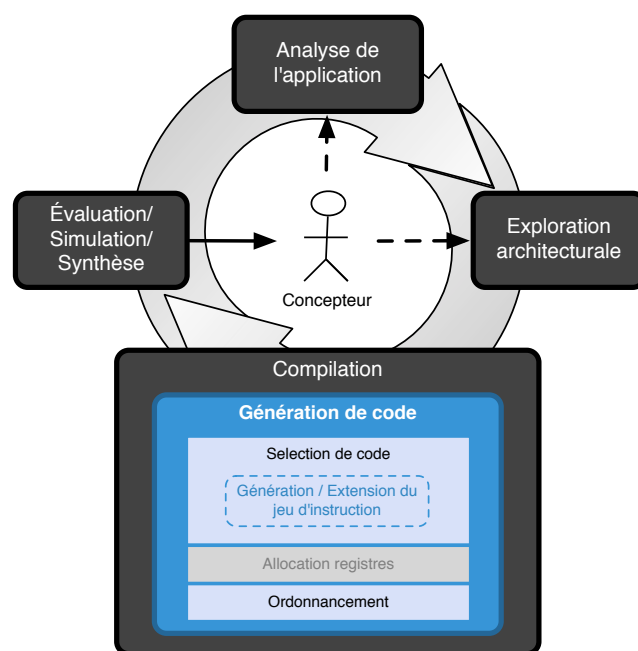 Analyse de
l'application
Évaluation/
Simulation/
Synthèse
Concepteur
Exploration
architecturale
Compilation
Génération de code
Selection de code
Génération / Extension du
jeu d'instruction
Allocation registres
Ordonnancement